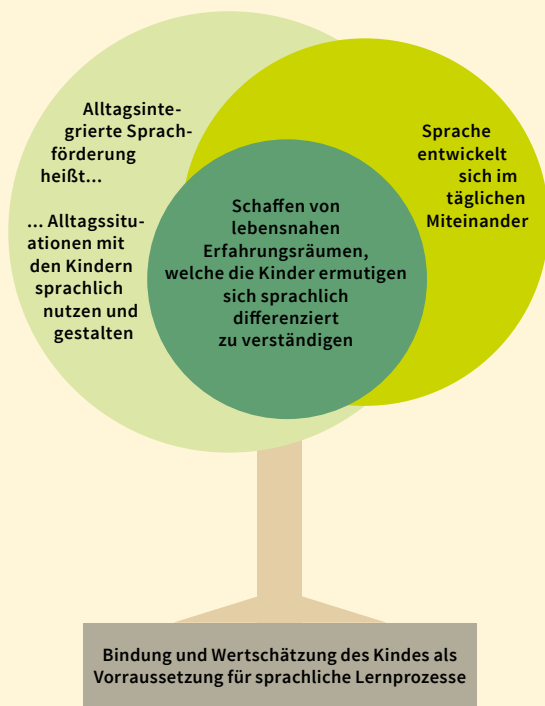 Alltagsinte-
grierte Sprach-
förderung
heißt...
... Alltagssitu-
ationen mit
den Kindern
sprachlich
nutzen und
gestalten
Schaffen von
lebensnahen
Erfahrungsräumen,
welche die Kinder ermutigen
sich sprachlich
differenziert
zu verständigen
Sprache
entwickelt
sich im
täglichen
Miteinander
Bindung und Wertschätzung des Kindes als
Vorraussetzung für sprachliche Lernprozesse